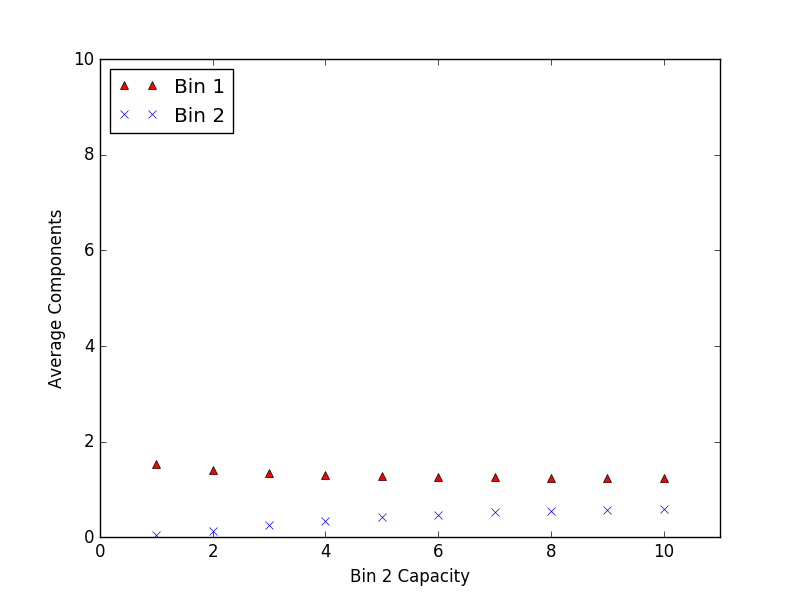 10
Bin 1
Bin 2
8
6
4
2
0
Average Components
0 2 4 6 8 10
Bin 2 Capacity